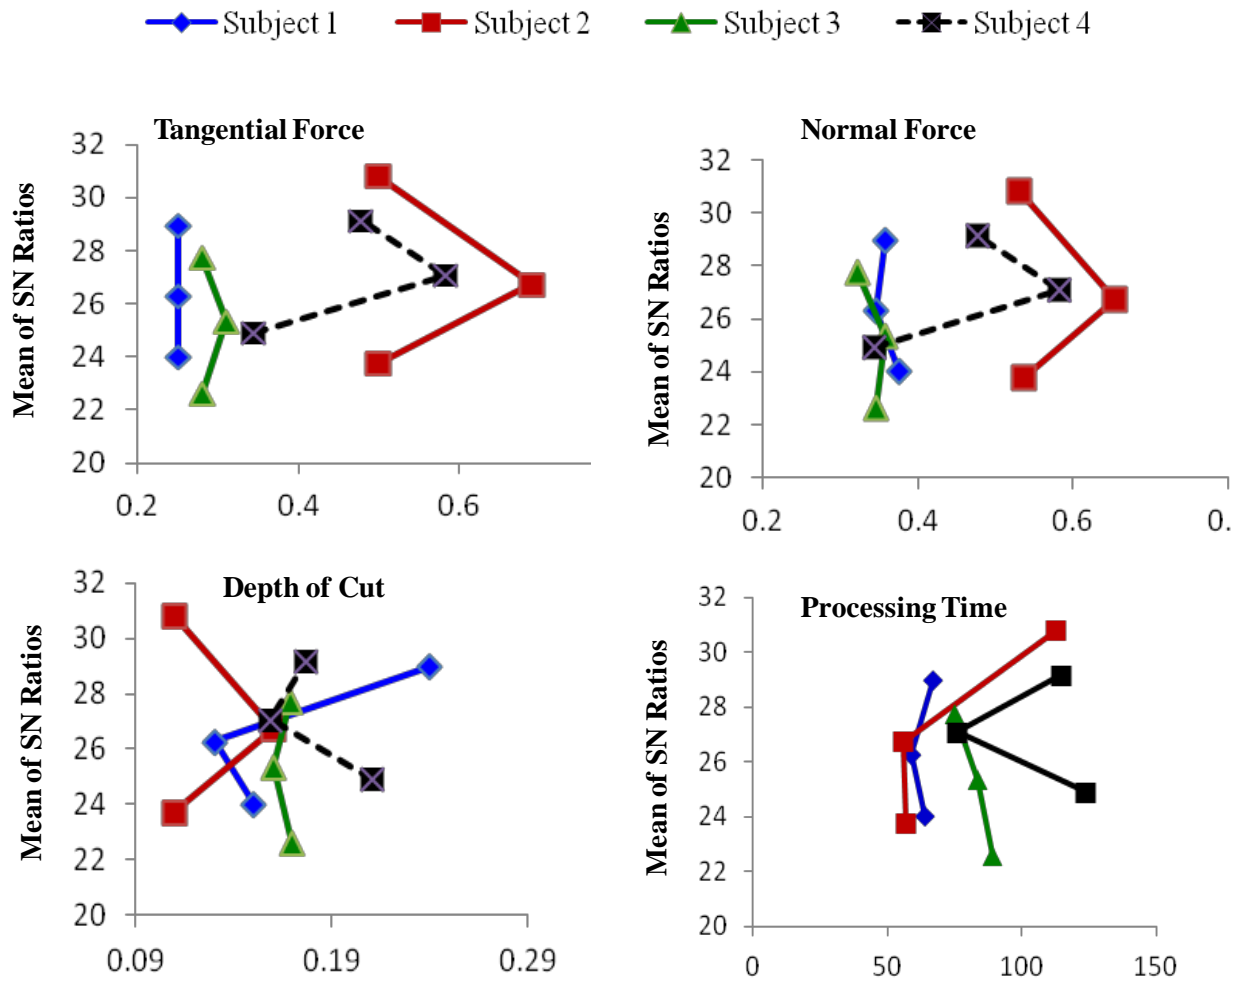 Subject 1 Subject 2 Subject 3 Subject 4
Tangential Force
Mean of SN Ratios
32
30
28
26
24
22
20
0.2 0.4 0.6
Normal Force
Mean of SN Ratios
32
30
28
26
24
22
20
0.2 0.4 0.6 0.
Depth of Cut
Mean of SN Ratios
32
30
28
26
24
22
20
0.09 0.19 0.29
Processing Time
Mean of SN Ratios
32
30
28
26
24
22
20
0 50 100 150